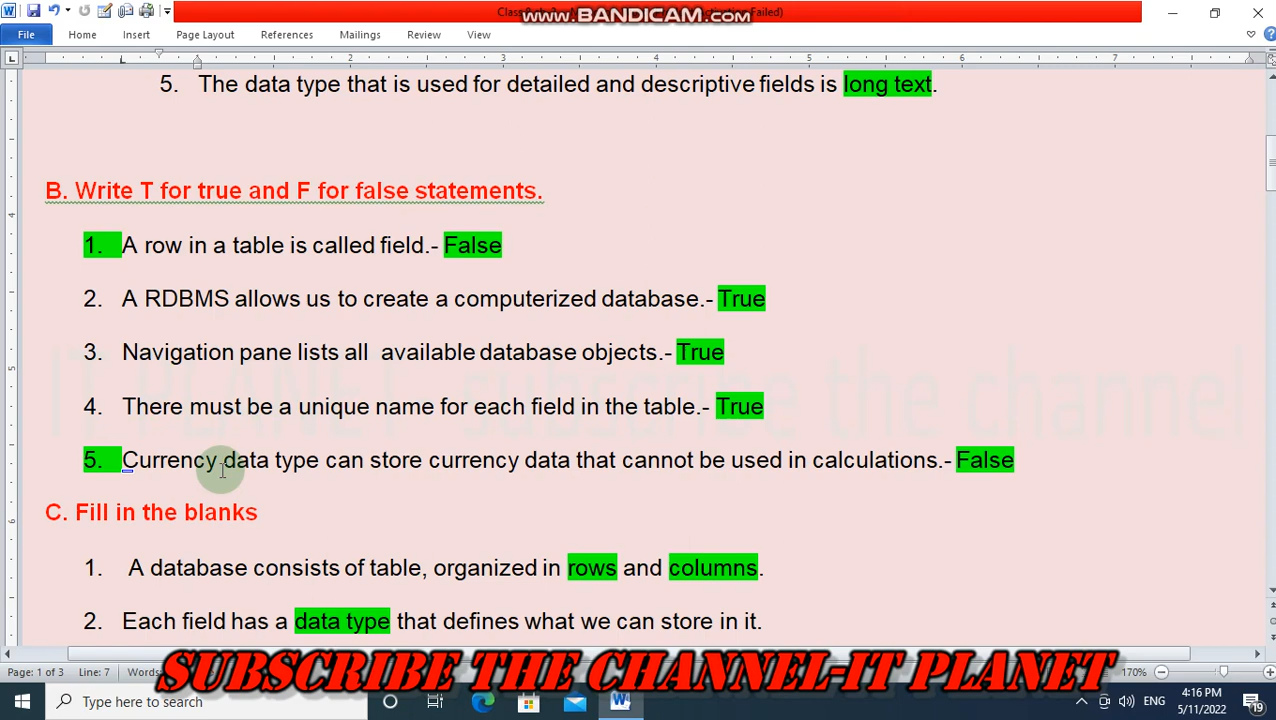 www.BANDICAM.com
File Home Insert Page Layout References Mailings Review View
5. The data type that is used for detailed and descriptive fields is long text.
B. Write T for true and F for false statements.
1. A row in a table is called field.- False
2. A RDBMS allows us to create a computerized database.- True
3. Navigation pane lists all available database objects.- True
4. There must be a unique name for each field in the table.- True
5. Currency data type can store currency data that cannot be used in calculations.- False
IT PLANET subscribe the channel
C. Fill in the blanks
1. A database consists of table, organized in rows and columns.
2. Each field has a data type that defines what we can store in it.
Page: 1 of 3 Line: 7 Words: 170%
SUBSCRIBE THE CHANNEL-IT PLANET
Type here to search ENG 4:16 PM
5/11/2022 19